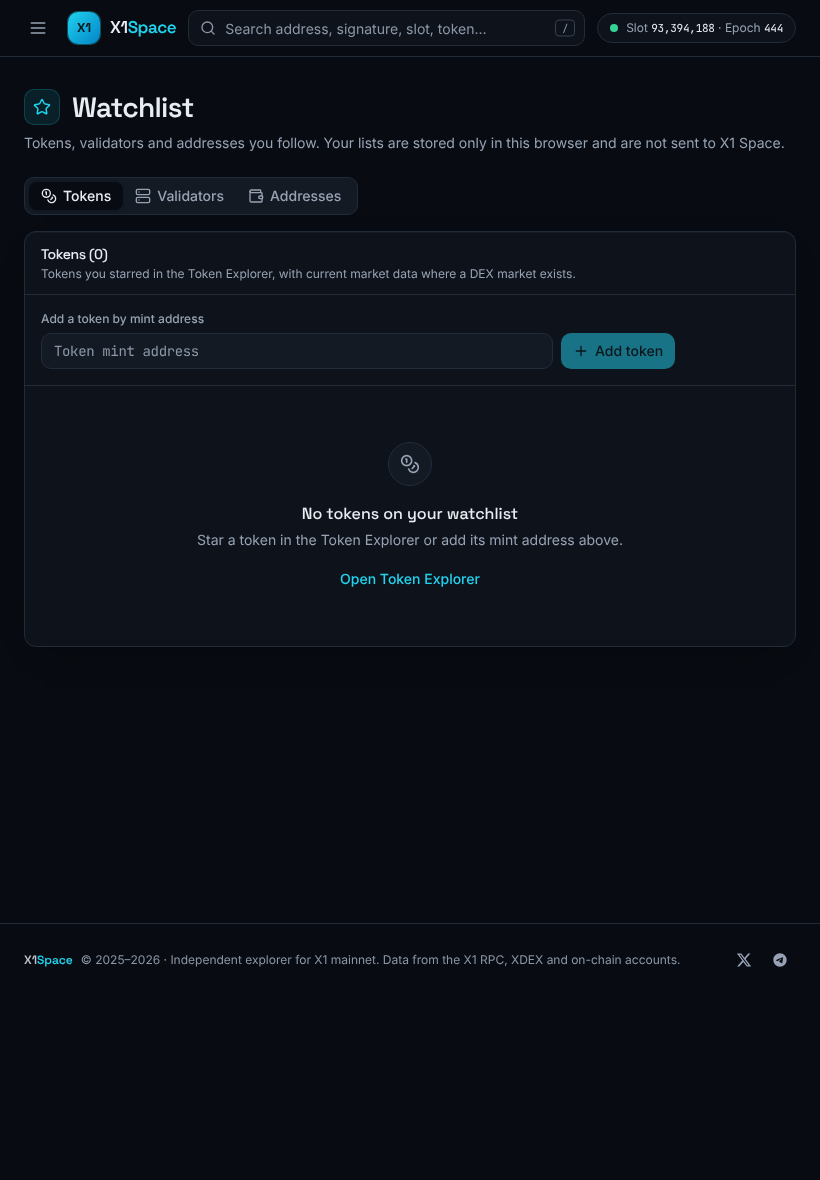 X1 X1Space Search address, signature, slot, token... / Slot 93,394,188 · Epoch 444
Watchlist
Tokens, validators and addresses you follow. Your lists are stored only in this browser and are not sent to X1 Space.
Tokens Validators Addresses
Tokens (0)
Tokens you starred in the Token Explorer, with current market data where a DEX market exists.
Add a token by mint address
Token mint address + Add token
No tokens on your watchlist
Star a token in the Token Explorer or add its mint address above.
Open Token Explorer
X1Space © 2025–2026 · Independent explorer for X1 mainnet. Data from the X1 RPC, XDEX and on-chain accounts.